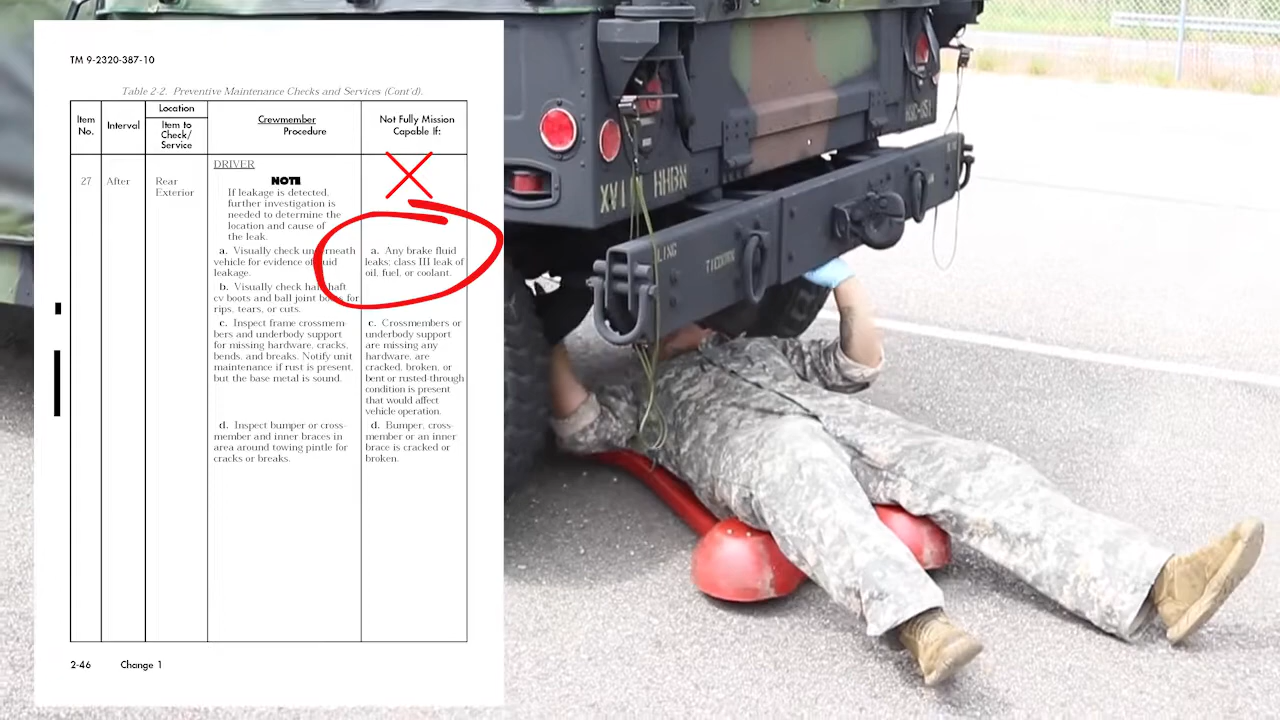 TM 9-2320-387-10
Table 2-2. Preventive Maintenance Checks and Services (Cont'd).
Item
No.
Interval
Location
Item to
Check/
Service
Crewmember
Procedure
Not Fully Mission
Capable If:
27
After
Rear
Exterior
DRIVER
NOTE
If leakage is detected,
further investigation is
needed to determine the
location and cause of
the leak.
a. Visually check underneath
vehicle for evidence of fluid
leakage.
b. Visually check halfshaft
cv boots and ball joint boots for
rips, tears, or cuts.
c. Inspect frame crossmem-
bers and underbody support
for missing hardware, cracks,
bends, and breaks. Notify unit
maintenance if rust is present,
but the base metal is sound.
d. Inspect bumper or cross-
member and inner braces in
area around towing pintle for
cracks or breaks.
a. Any brake fluid
leaks; class III leak of
oil, fuel, or coolant.
c. Crossmembers or
underbody support
are missing any
hardware, are
cracked, broken, or
bent or rusted-through
condition is present
that would affect
vehicle operation.
d. Bumper, cross-
member or an inner
brace is cracked or
broken.
2-46
Change 1
HHBN
TIEDOWN